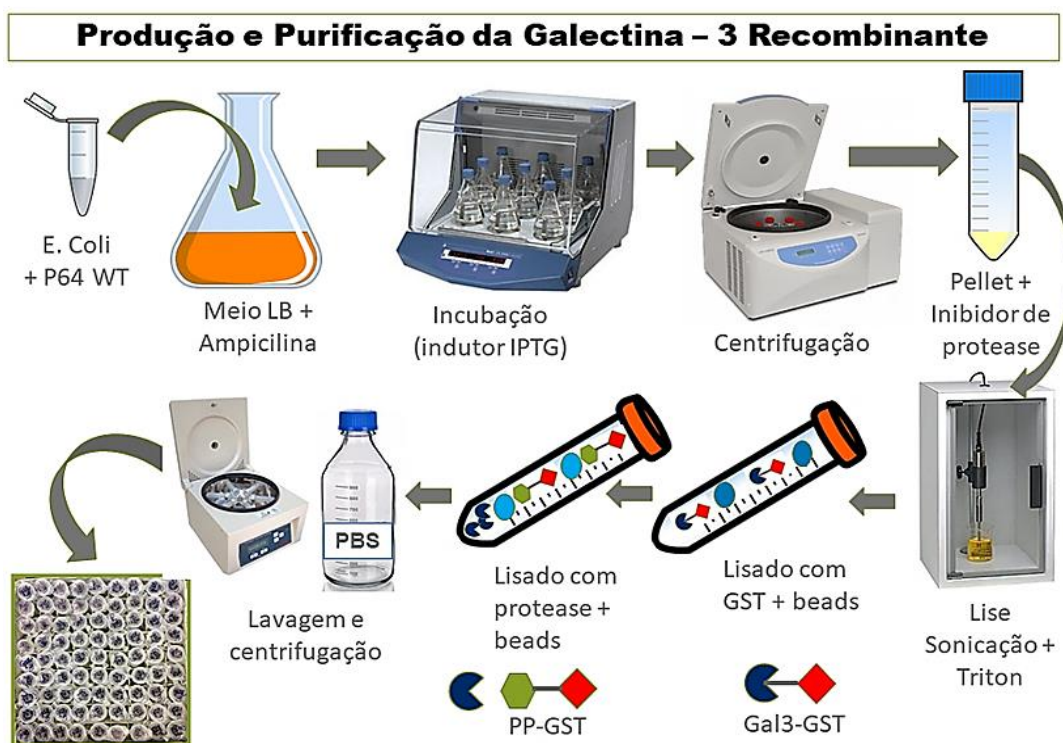 Produção e Purificação da Galectina – 3 Recombinante
E. Coli
+ P64 WT
Meio LB +
Ampicilina
Incubação
(indutor IPTG)
Centrifugação
Pellet +
Inibidor de
protease
Lise
Sonicação +
Triton
Lisado com
GST + beads
Gal3-GST
Lisado com
protease +
beads
PP-GST
PBS
Lavagem e
centrifugação